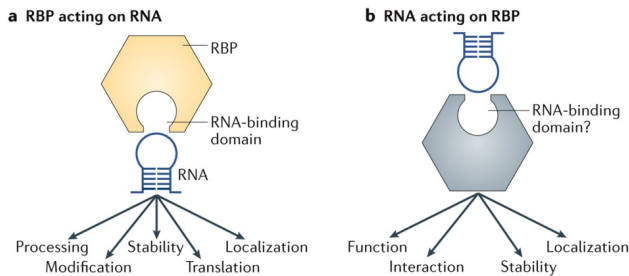 a RBP acting on RNA
RBP
RNA-binding
domain
RNA
Processing
Stability
Localization
Modification
Translation
b RNA acting on RBP
RNA-binding
domain?
Function
Localization
Interaction
Stability